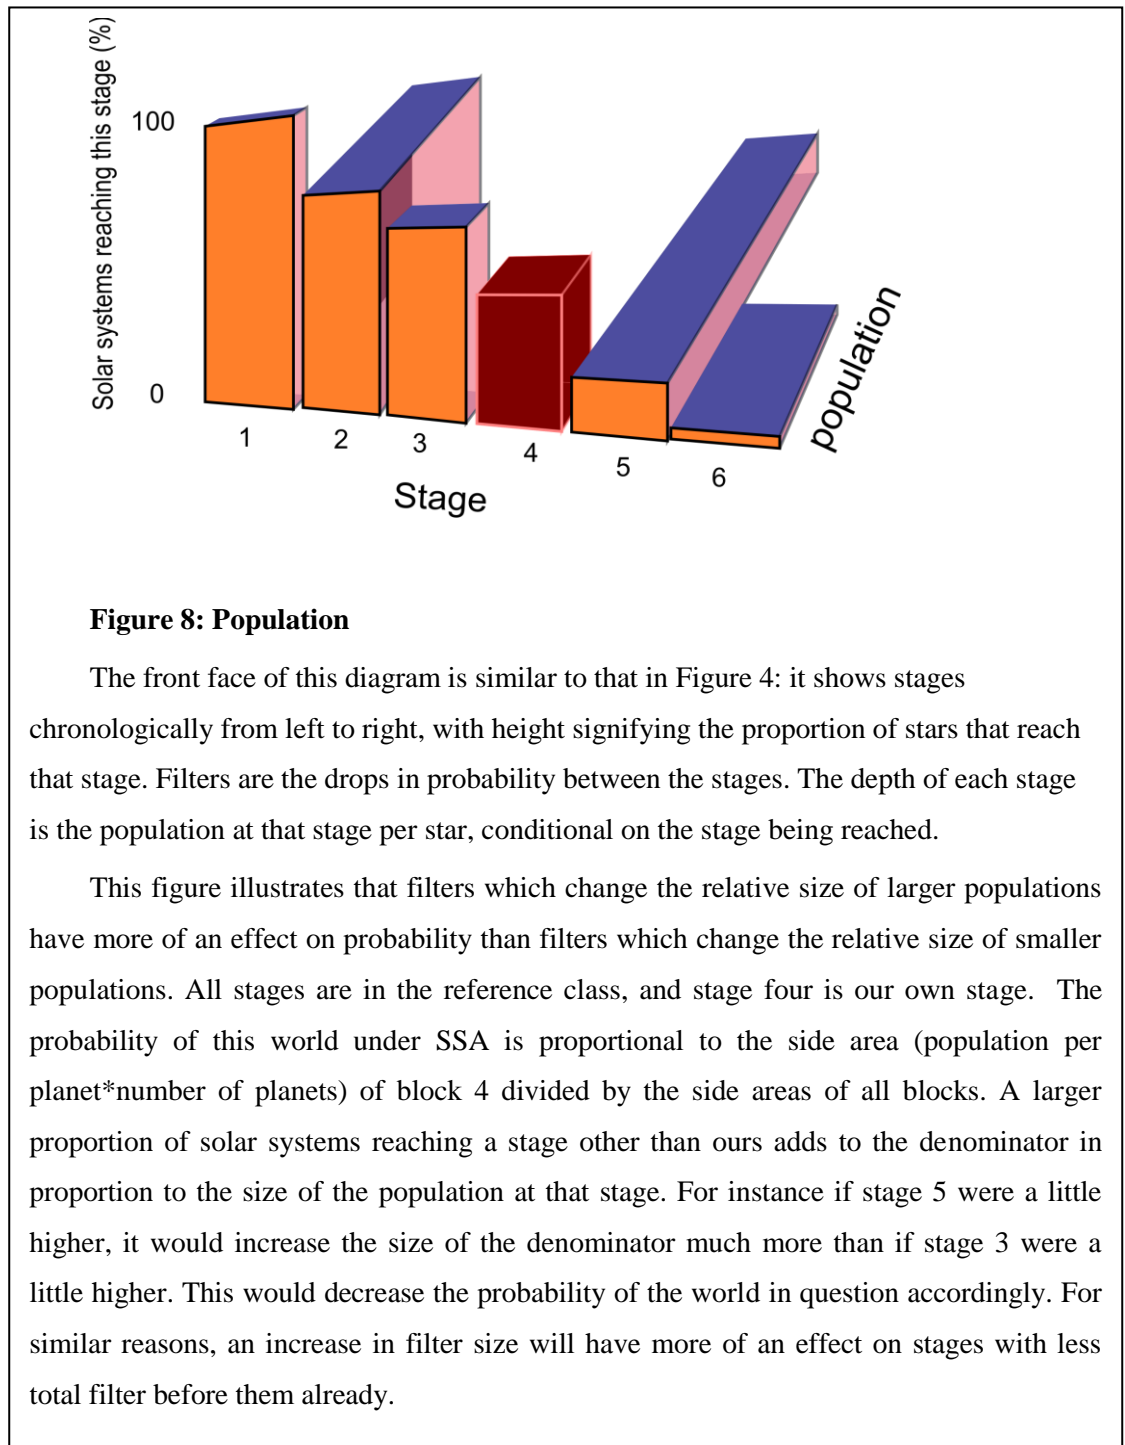 Solar systems reaching this stage (%)
100
0
1
2
3
4
5
6
Stage
population
Figure 8: Population
The front face of this diagram is similar to that in Figure 4: it shows stages
chronologically from left to right, with height signifying the proportion of stars that reach
that stage. Filters are the drops in probability between the stages. The depth of each stage
is the population at that stage per star, conditional on the stage being reached.
This figure illustrates that filters which change the relative size of larger populations
have more of an effect on probability than filters which change the relative size of smaller
populations. All stages are in the reference class, and stage four is our own stage. The
probability of this world under SSA is proportional to the side area (population per
planet*number of planets) of block 4 divided by the side areas of all blocks. A larger
proportion of solar systems reaching a stage other than ours adds to the denominator in
proportion to the size of the population at that stage. For instance if stage 5 were a little
higher, it would increase the size of the denominator much more than if stage 3 were a
little higher. This would decrease the probability of the world in question accordingly. For
similar reasons, an increase in filter size will have more of an effect on stages with less
total filter before them already.